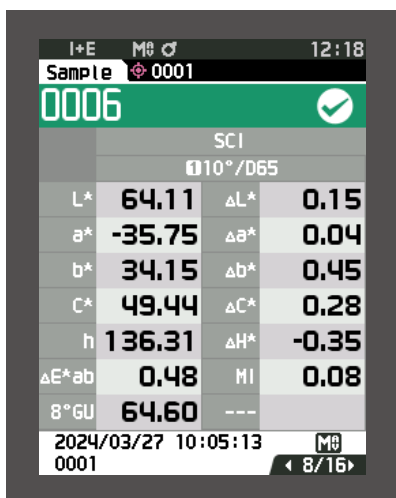 I+E M 12:18
Sample 0001
0006
SCI
1 10°/D65
L* 64.11 ΔL* 0.15
a* -35.75 Δa* 0.04
b* 34.15 Δb* 0.45
C* 49.44 ΔC* 0.28
h 136.31 ΔH* -0.35
ΔE*ab 0.48 MI 0.08
8°GU 64.60 ---
2024/03/27 10:05:13 M
0001 8/16